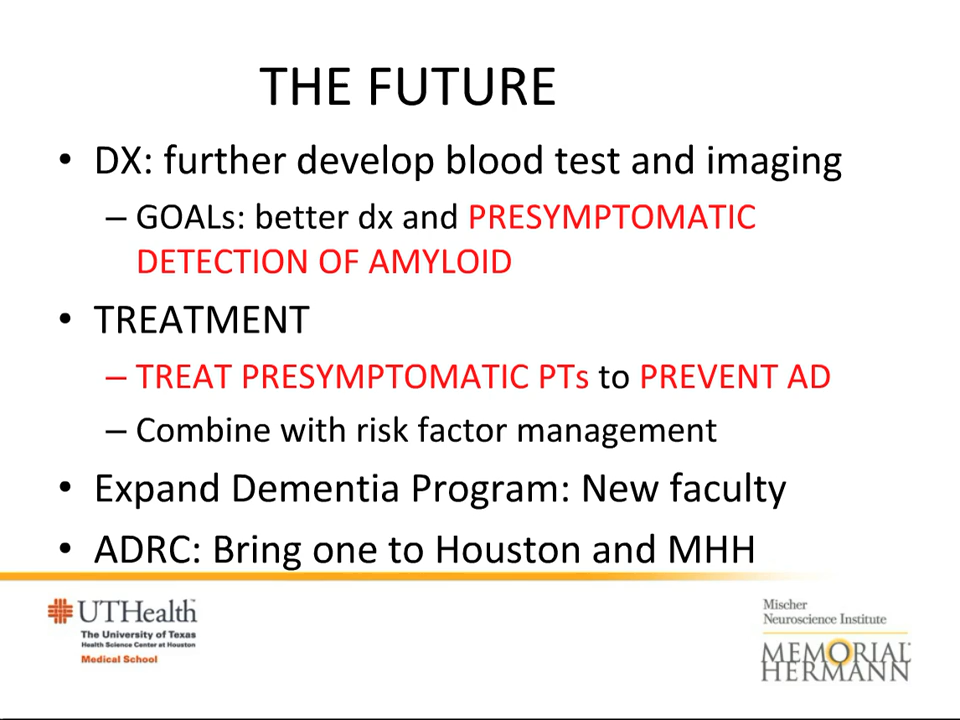 THE FUTURE
• DX: further develop blood test and imaging
– GOALs: better dx and PRESYMPTOMATIC
DETECTION OF AMYLOID
• TREATMENT
– TREAT PRESYMPTOMATIC PTs to PREVENT AD
– Combine with risk factor management
• Expand Dementia Program: New faculty
• ADRC: Bring one to Houston and MHH
UTHealth
The University of Texas
Health Science Center at Houston
Medical School
Mischer
Neuroscience Institute
MEMORIAL
HERMANN